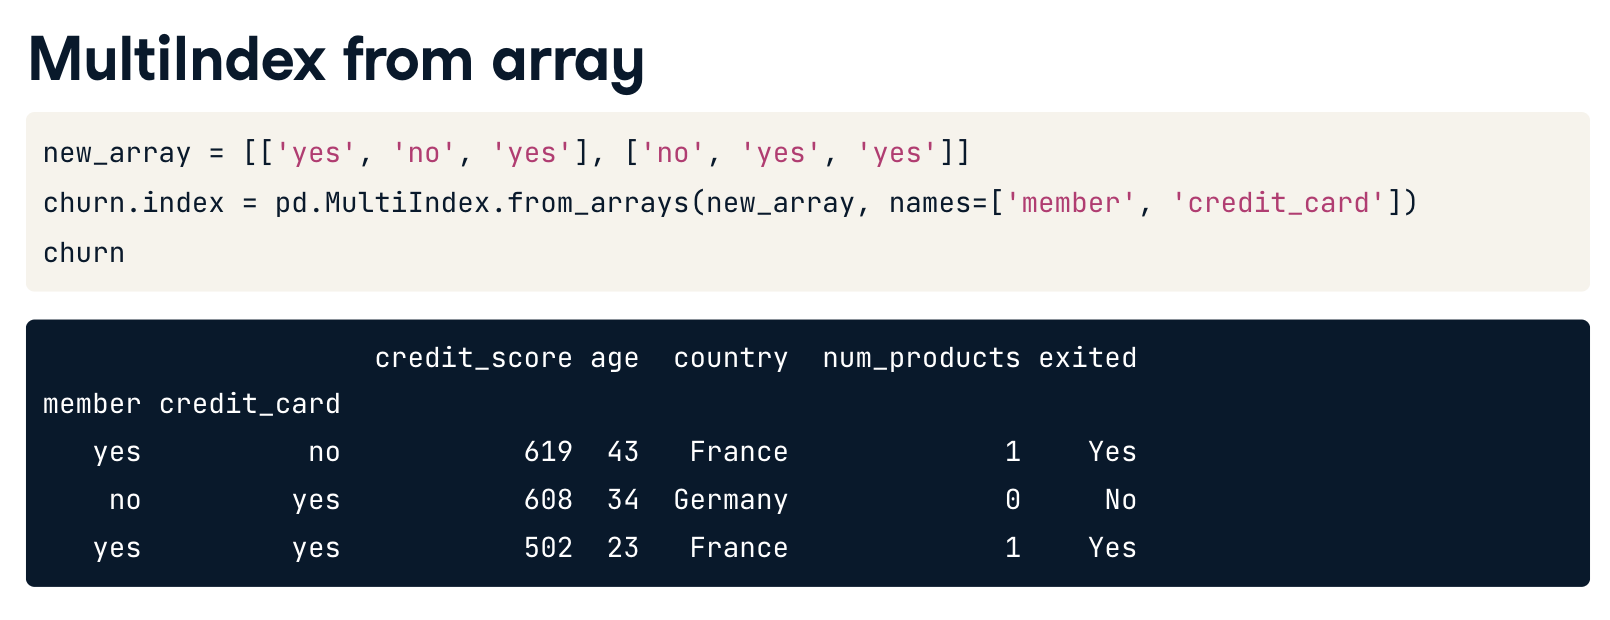 MultiIndex from array
new_array = [['yes', 'no', 'yes'], ['no', 'yes', 'yes']]
churn.index = pd.MultiIndex.from_arrays(new_array, names=['member', 'credit_card'])
churn
credit_score age country num_products exited
member credit_card
yes no 619 43 France 1 Yes
no yes 608 34 Germany 0 No
yes yes 502 23 France 1 Yes